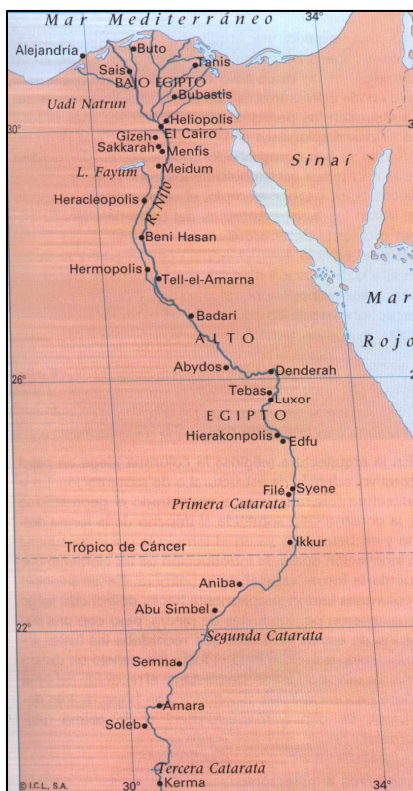 34°
Mar Mediterráneo
Alejandría
Buto
Sais
Tanis
BAJO EGIPTO
Uadi Natrun
Bubastis
30°
Heliopolis
Gizeh
El Cairo
Sakkarah
Menfis
Sinaí
L. Fayum
Meidum
R. Nilo
Heracleopolis
Beni Hasan
Hermopolis
Tell-el-Amarna
Mar
Rojo
Badari
ALTO
Abydos
Denderah
26°
2
Tebas
Luxor
EGIPTO
Hierakonpolis
Edfu
Filé
Syene
Primera Catarata
Ikkur
Trópico de Cáncer
Aniba
Abu Simbel
22°
Segunda Catarata
Semna
Amara
Soleb
Tercera Catarata
© I.C.L., S.A.
30°
Kerma
34°